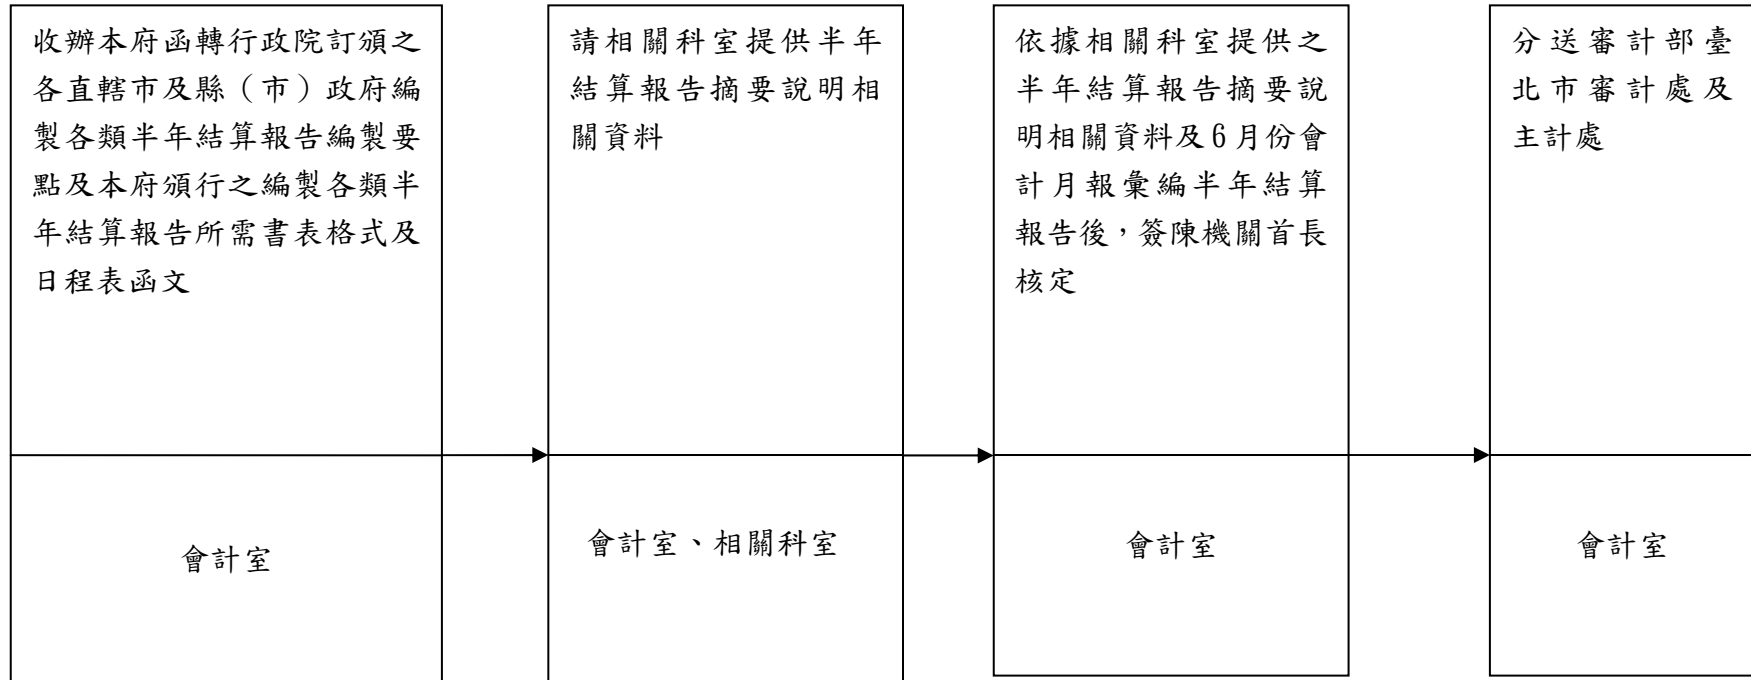 收辦本府函轉行政院訂頒之
各直轄市及縣（市）政府編
製各類半年結算報告編製要
點及本府頒行之編製各類半
年結算報告所需書表格式及
日程表函文
會計室
請相關科室提供半年
結算報告摘要說明相
關資料
會計室、相關科室
依據相關科室提供之
半年結算報告摘要說
明相關資料及6月份會
計月報彙編半年結算
報告後，簽陳機關首長
核定
會計室
分送審計部臺
北市審計處及
主計處
會計室